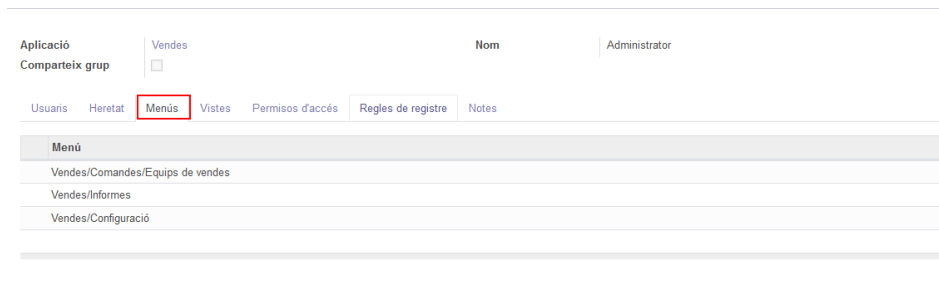 Aplicació Vendes Nom Administrator
Comparteix grup
Usuaris Heretat Menús Vistes Permisos d'accés Regles de registre Notes
Menú
Vendes/Comandes/Equips de vendes
Vendes/Informes
Vendes/Configuració